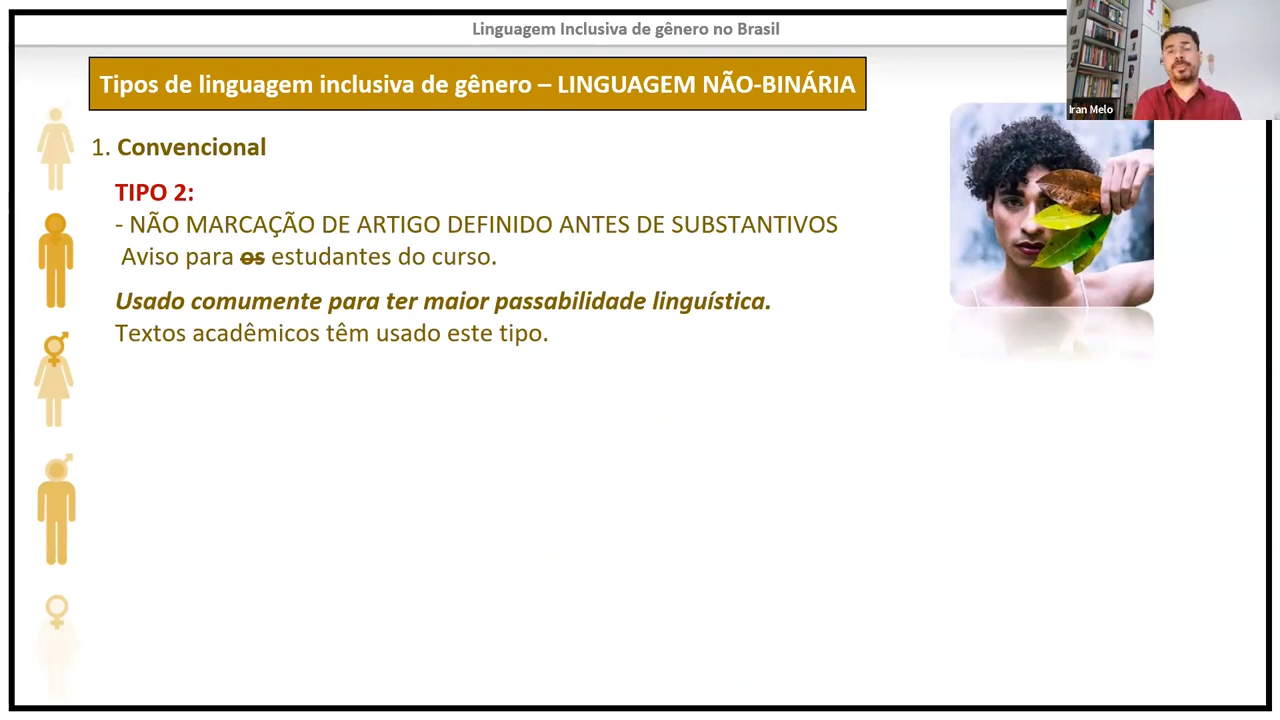 Linguagem Inclusiva de gênero no Brasil
Tipos de linguagem inclusiva de gênero – LINGUAGEM NÃO-BINÁRIA
Iran Melo
1. Convencional
TIPO 2:
- NÃO MARCAÇÃO DE ARTIGO DEFINIDO ANTES DE SUBSTANTIVOS
Aviso para os estudantes do curso.
Usado comumente para ter maior passabilidade linguística.
Textos acadêmicos têm usado este tipo.